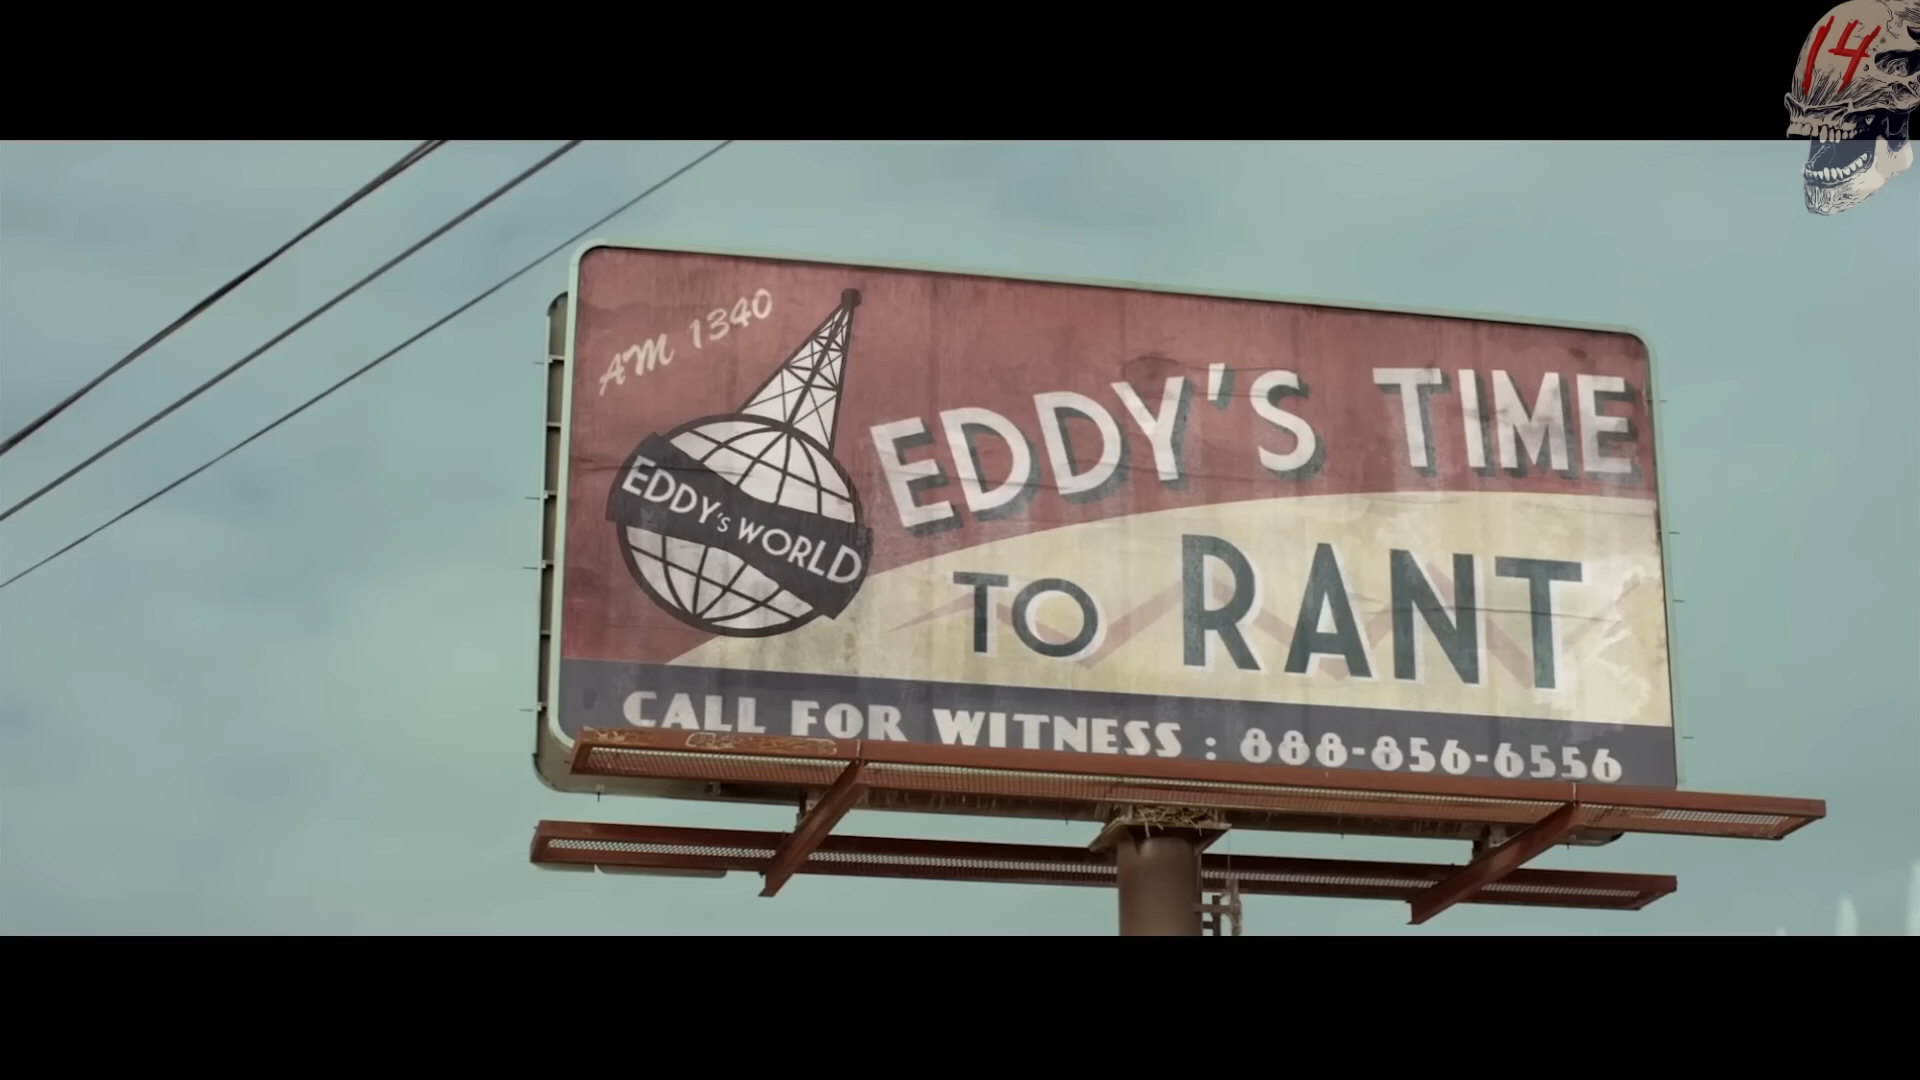 14
AM 1340
EDDY'S WORLD
EDDY'S TIME
TO RANT
CALL FOR WITNESS : 888-856-6556